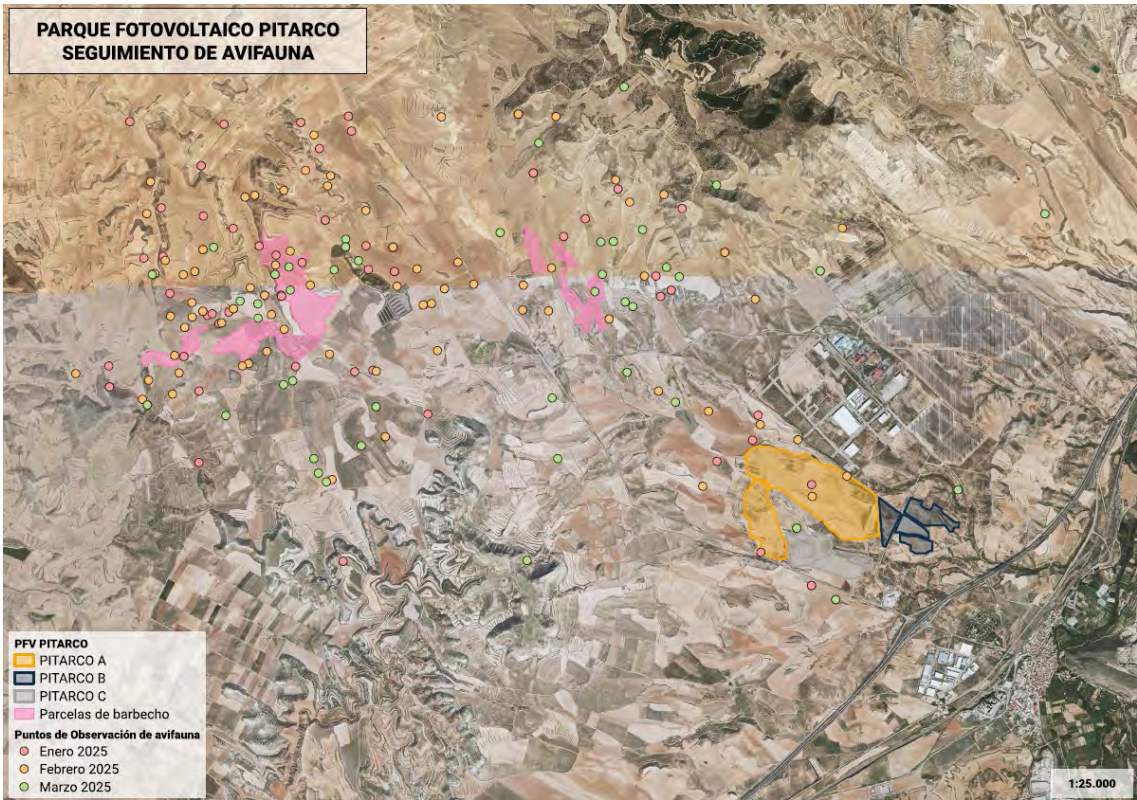 PARQUE FOTOVOLTAICO PITARCO
SEGUIMIENTO DE AVIFAUNA
PFV PITARCO
PITARCO A
PITARCO B
PITARCO C
Parcelas de barbecho
Puntos de Observación de avifauna
Enero 2025
Febrero 2025
Marzo 2025
1:25.000